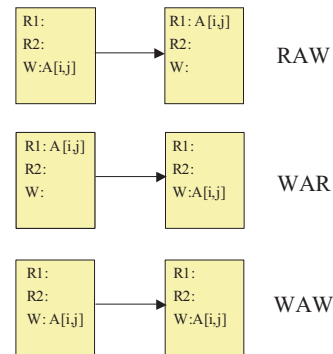 R1:
R2:
W:A[i,j]
R1: A[i,j]
R2:
W:
RAW
R1: A[i,j]
R2:
W:
R1:
R2:
W:A[i,j]
WAR
R1:
R2:
W: A[i,j]
R1:
R2:
W:A[i,j]
WAW